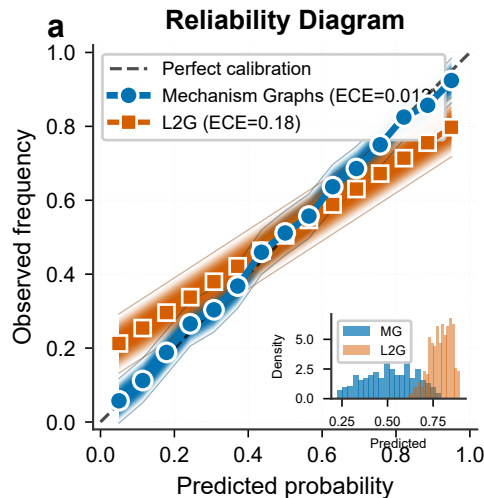 a
Reliability Diagram
Perfect calibration
Mechanism Graphs (ECE=0.012
L2G (ECE=0.18)
Observed frequency
1.0
0.8
0.6
0.4
0.2
0.0
MG
L2G
Density
5.0
2.5
0.0
0.25
0.50
0.75
Predicted
0.0
0.2
0.4
0.6
0.8
1.0
Predicted probability